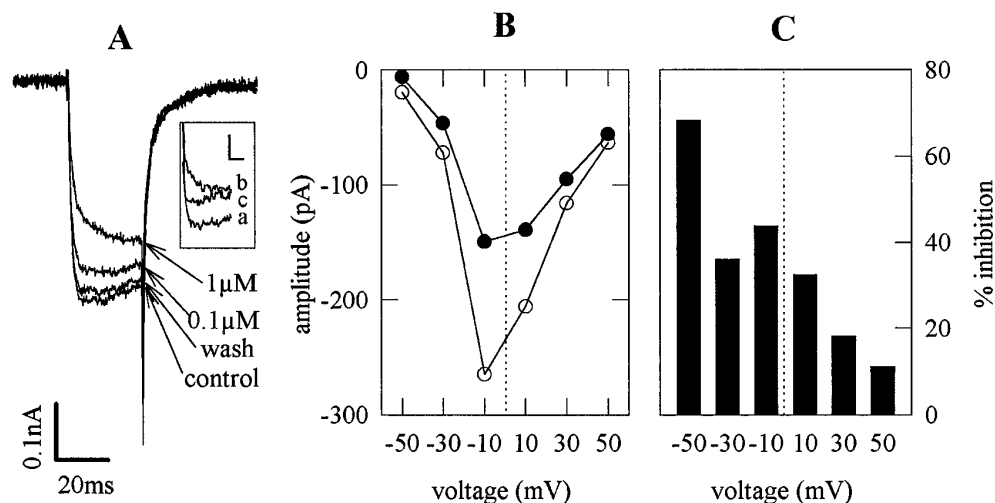 A
b
c
a
1µM
0.1µM
wash
control
0.1nA
20ms
B
0
-100
-200
-300
amplitude (pA)
-50 -30 -10 10 30 50
voltage (mV)
C
80
60
40
20
0
% inhibition
-50 -30 -10 10 30 50
voltage (mV)